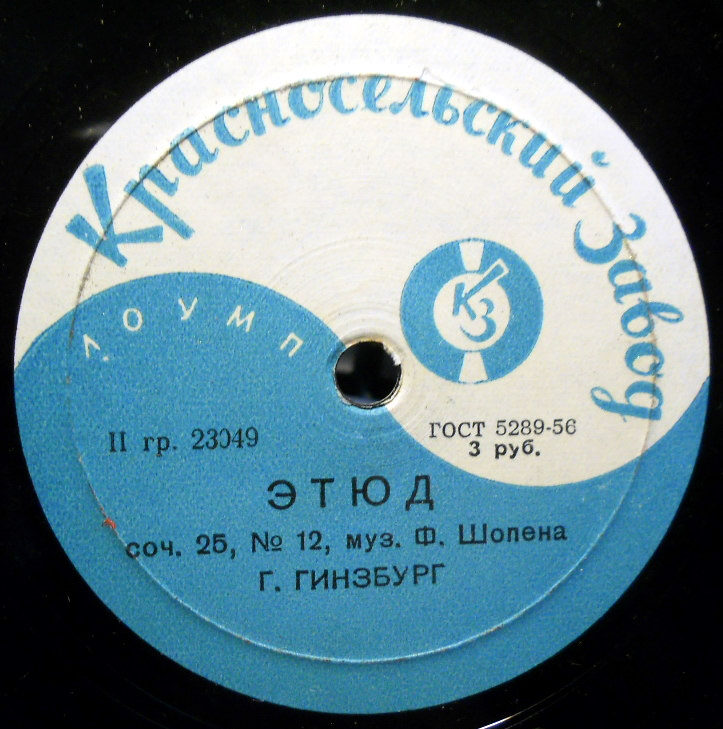 Красносельский Завод
КЗ
ЛОУМП
II гр. 23049
ГОСТ 5289-56
3 руб.
ЭТЮД
соч. 25, № 12, муз. Ф. Шопена
Г. ГИНЗБУРГ